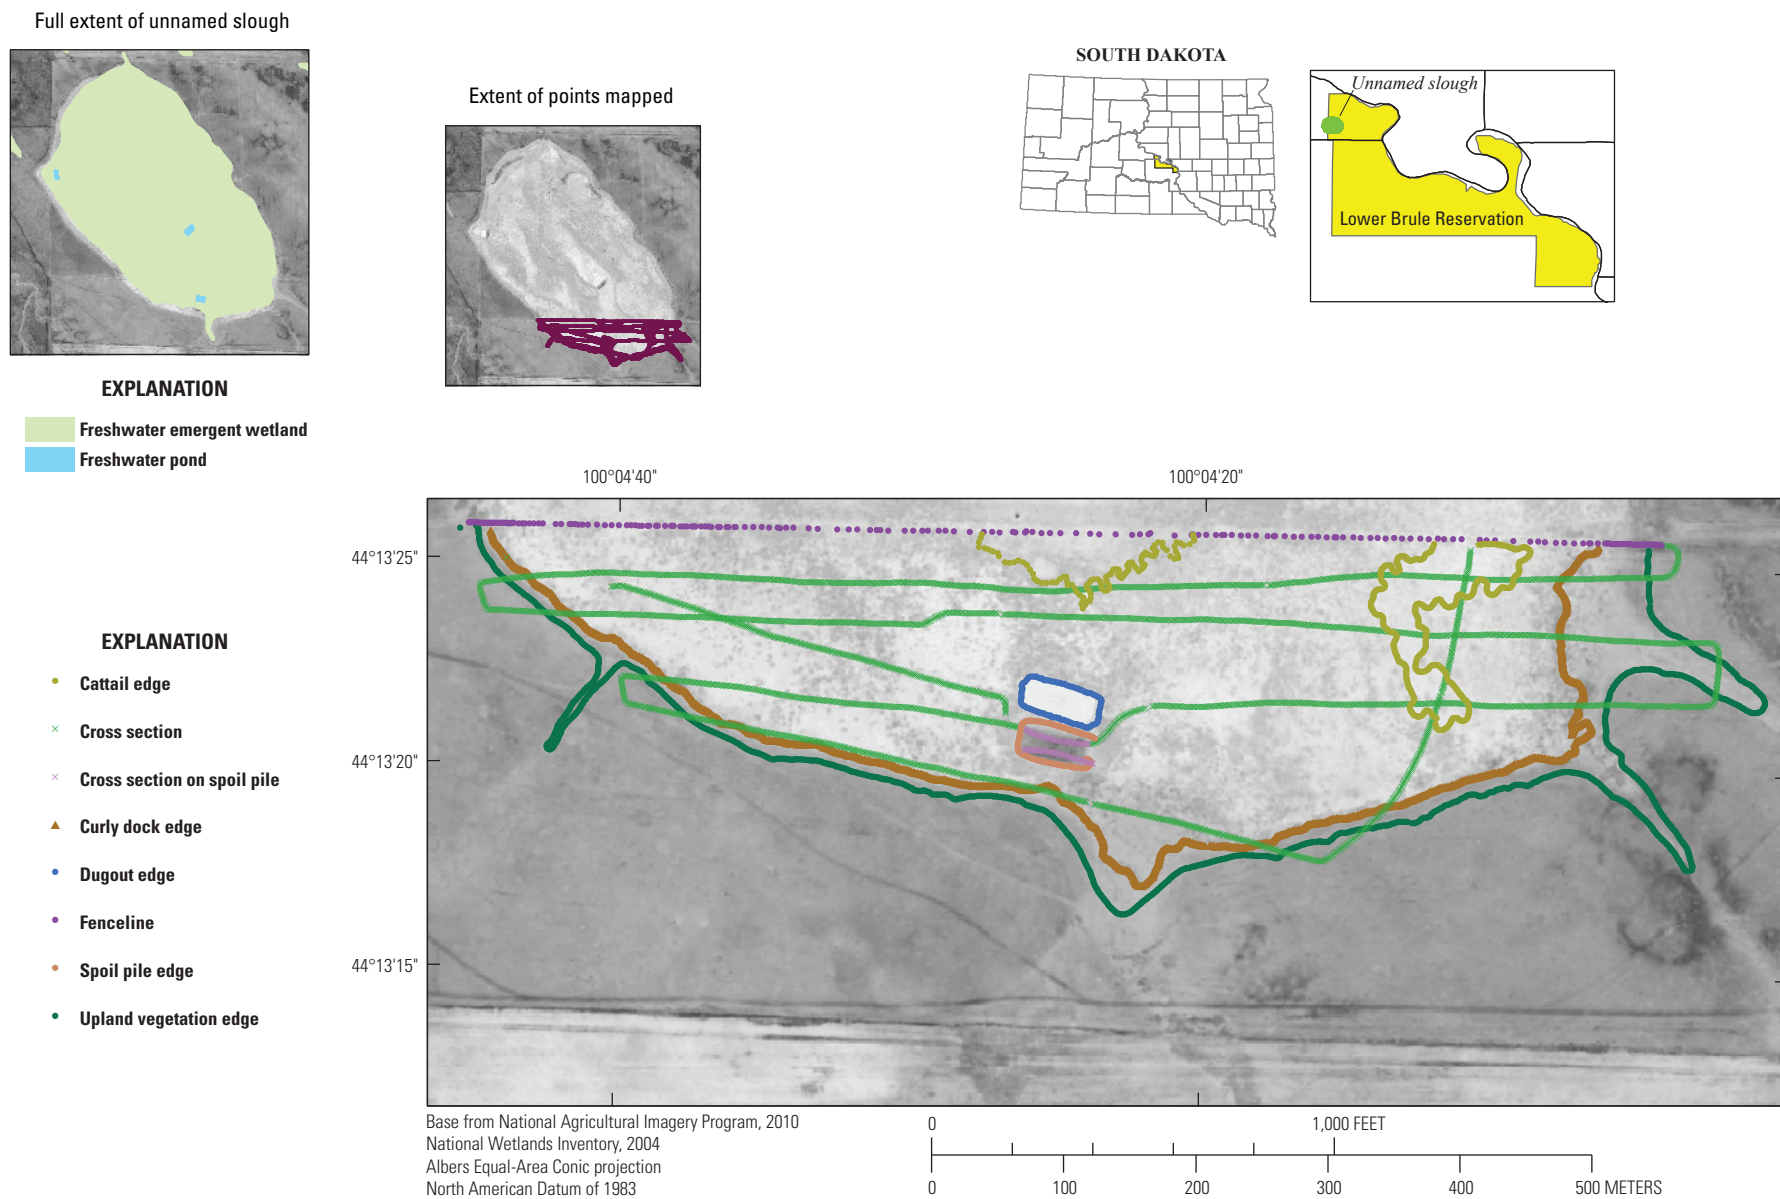 Full extent of unnamed slough
Extent of points mapped
SOUTH DAKOTA
Unnamed slough
Lower Brule Reservation
EXPLANATION
Freshwater emergent wetland
Freshwater pond
100°04'40"
100°04'20"
44°13'25"
44°13'20"
44°13'15"
EXPLANATION
Cattail edge
Cross section
Cross section on spoil pile
Curly dock edge
Dugout edge
Fenceline
Spoil pile edge
Upland vegetation edge
Base from National Agricultural Imagery Program, 2010
National Wetlands Inventory, 2004
Albers Equal-Area Conic projection
North American Datum of 1983
0 1,000 FEET
0 100 200 300 400 500 METERS